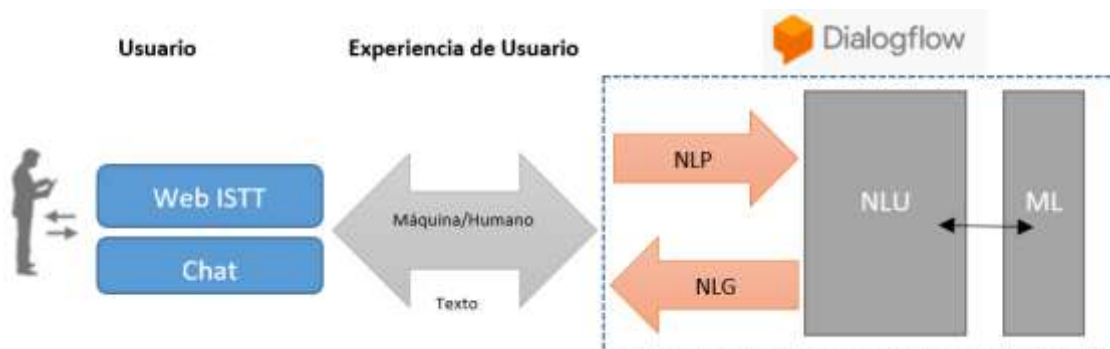 Usuario
Experiencia de Usuario
Dialogflow
Web ISTT
Chat
Máquina/Humano
Texto
NLP
NLG
NLU
ML